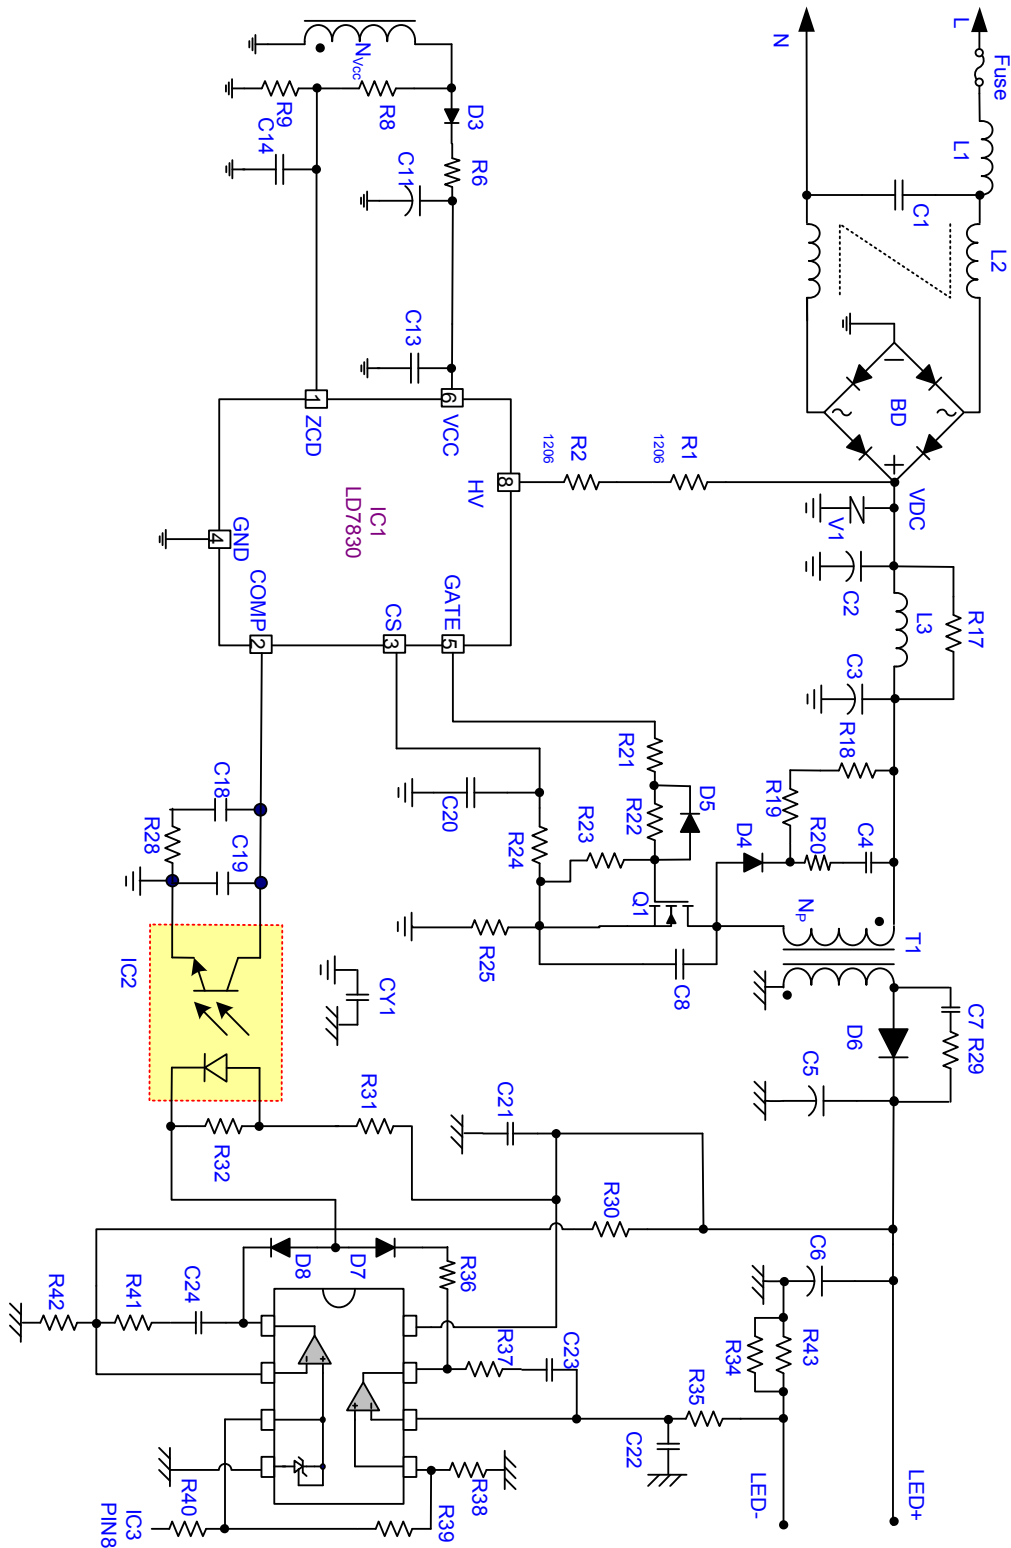 L
Fuse
L1
N
C1
L2
BD
VDC
V1
C2
L3
R17
C3
R18
R19
R20
C4
D4
NP
T1
D6
C7
R29
C5
C6
R43
R34
R35
C22
LED-
LED+
NVcc
R8
R9
C14
D3
R6
C11
C13
1
ZCD
6
VCC
8
HV
R2
1206
R1
1206
IC1
LD7830
4
GND
2
COMP
3
CS
5
GATE
R21
R22
D5
R23
R24
C20
Q1
R25
C8
C18
R28
C19
IC2
CY1
R31
R32
C21
R30
D8
D7
R36
R37
C23
R42
R41
C24
R38
R39
R40
IC3
PIN8